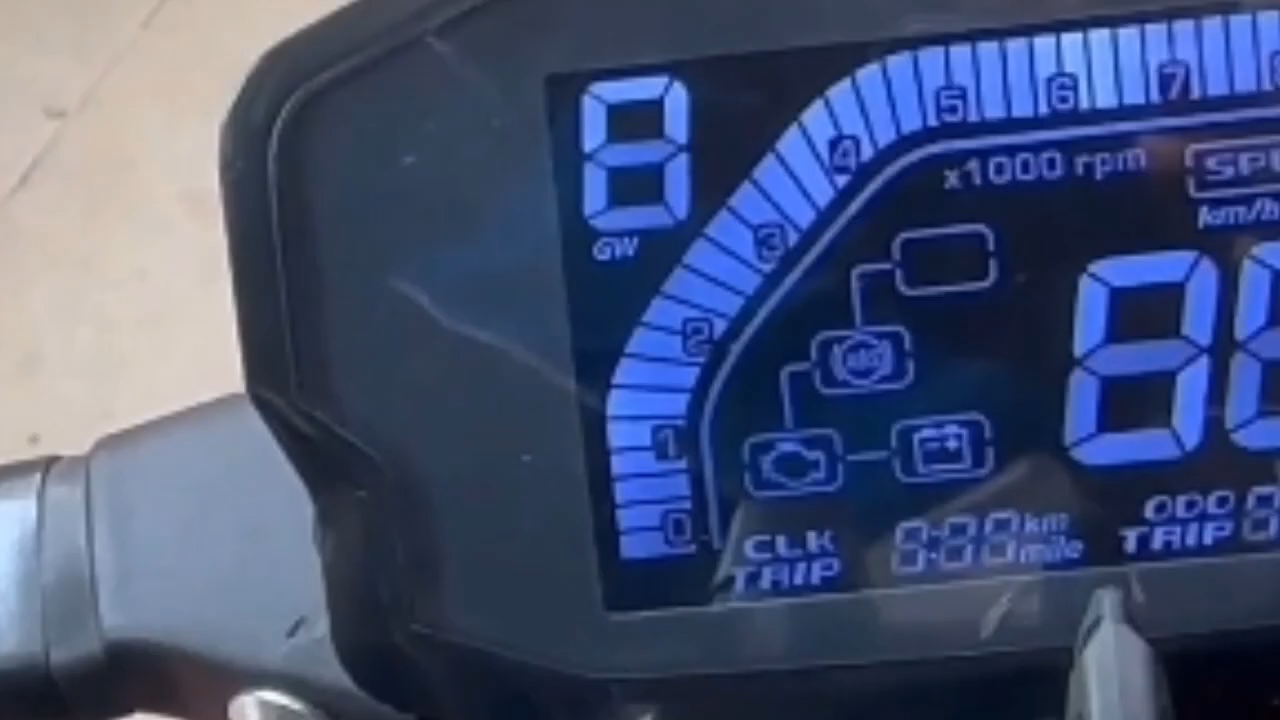 8
GW
0 1 2 3 4 5 6 7
x1000 rpm
km/h
ABS
88
CLK
TRIP
8:88 km
mile
ODO
TRIP